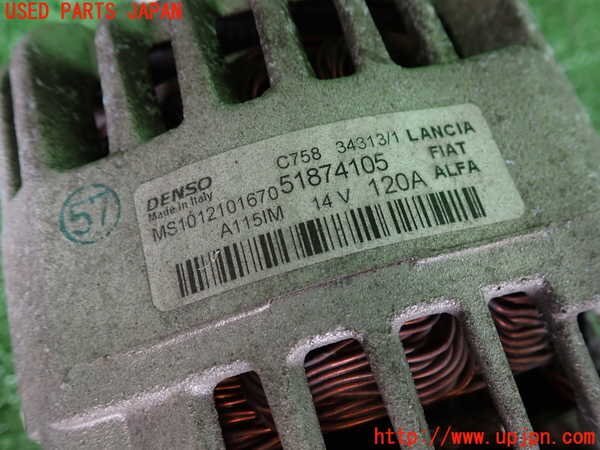 USED PARTS JAPAN
C758 34313/1 LANCIA
DENSO 51874105 FIAT
Made in Italy
MS1012101670 14 V 120A ALFA
A115IM
57
http://www.upjpn.com/